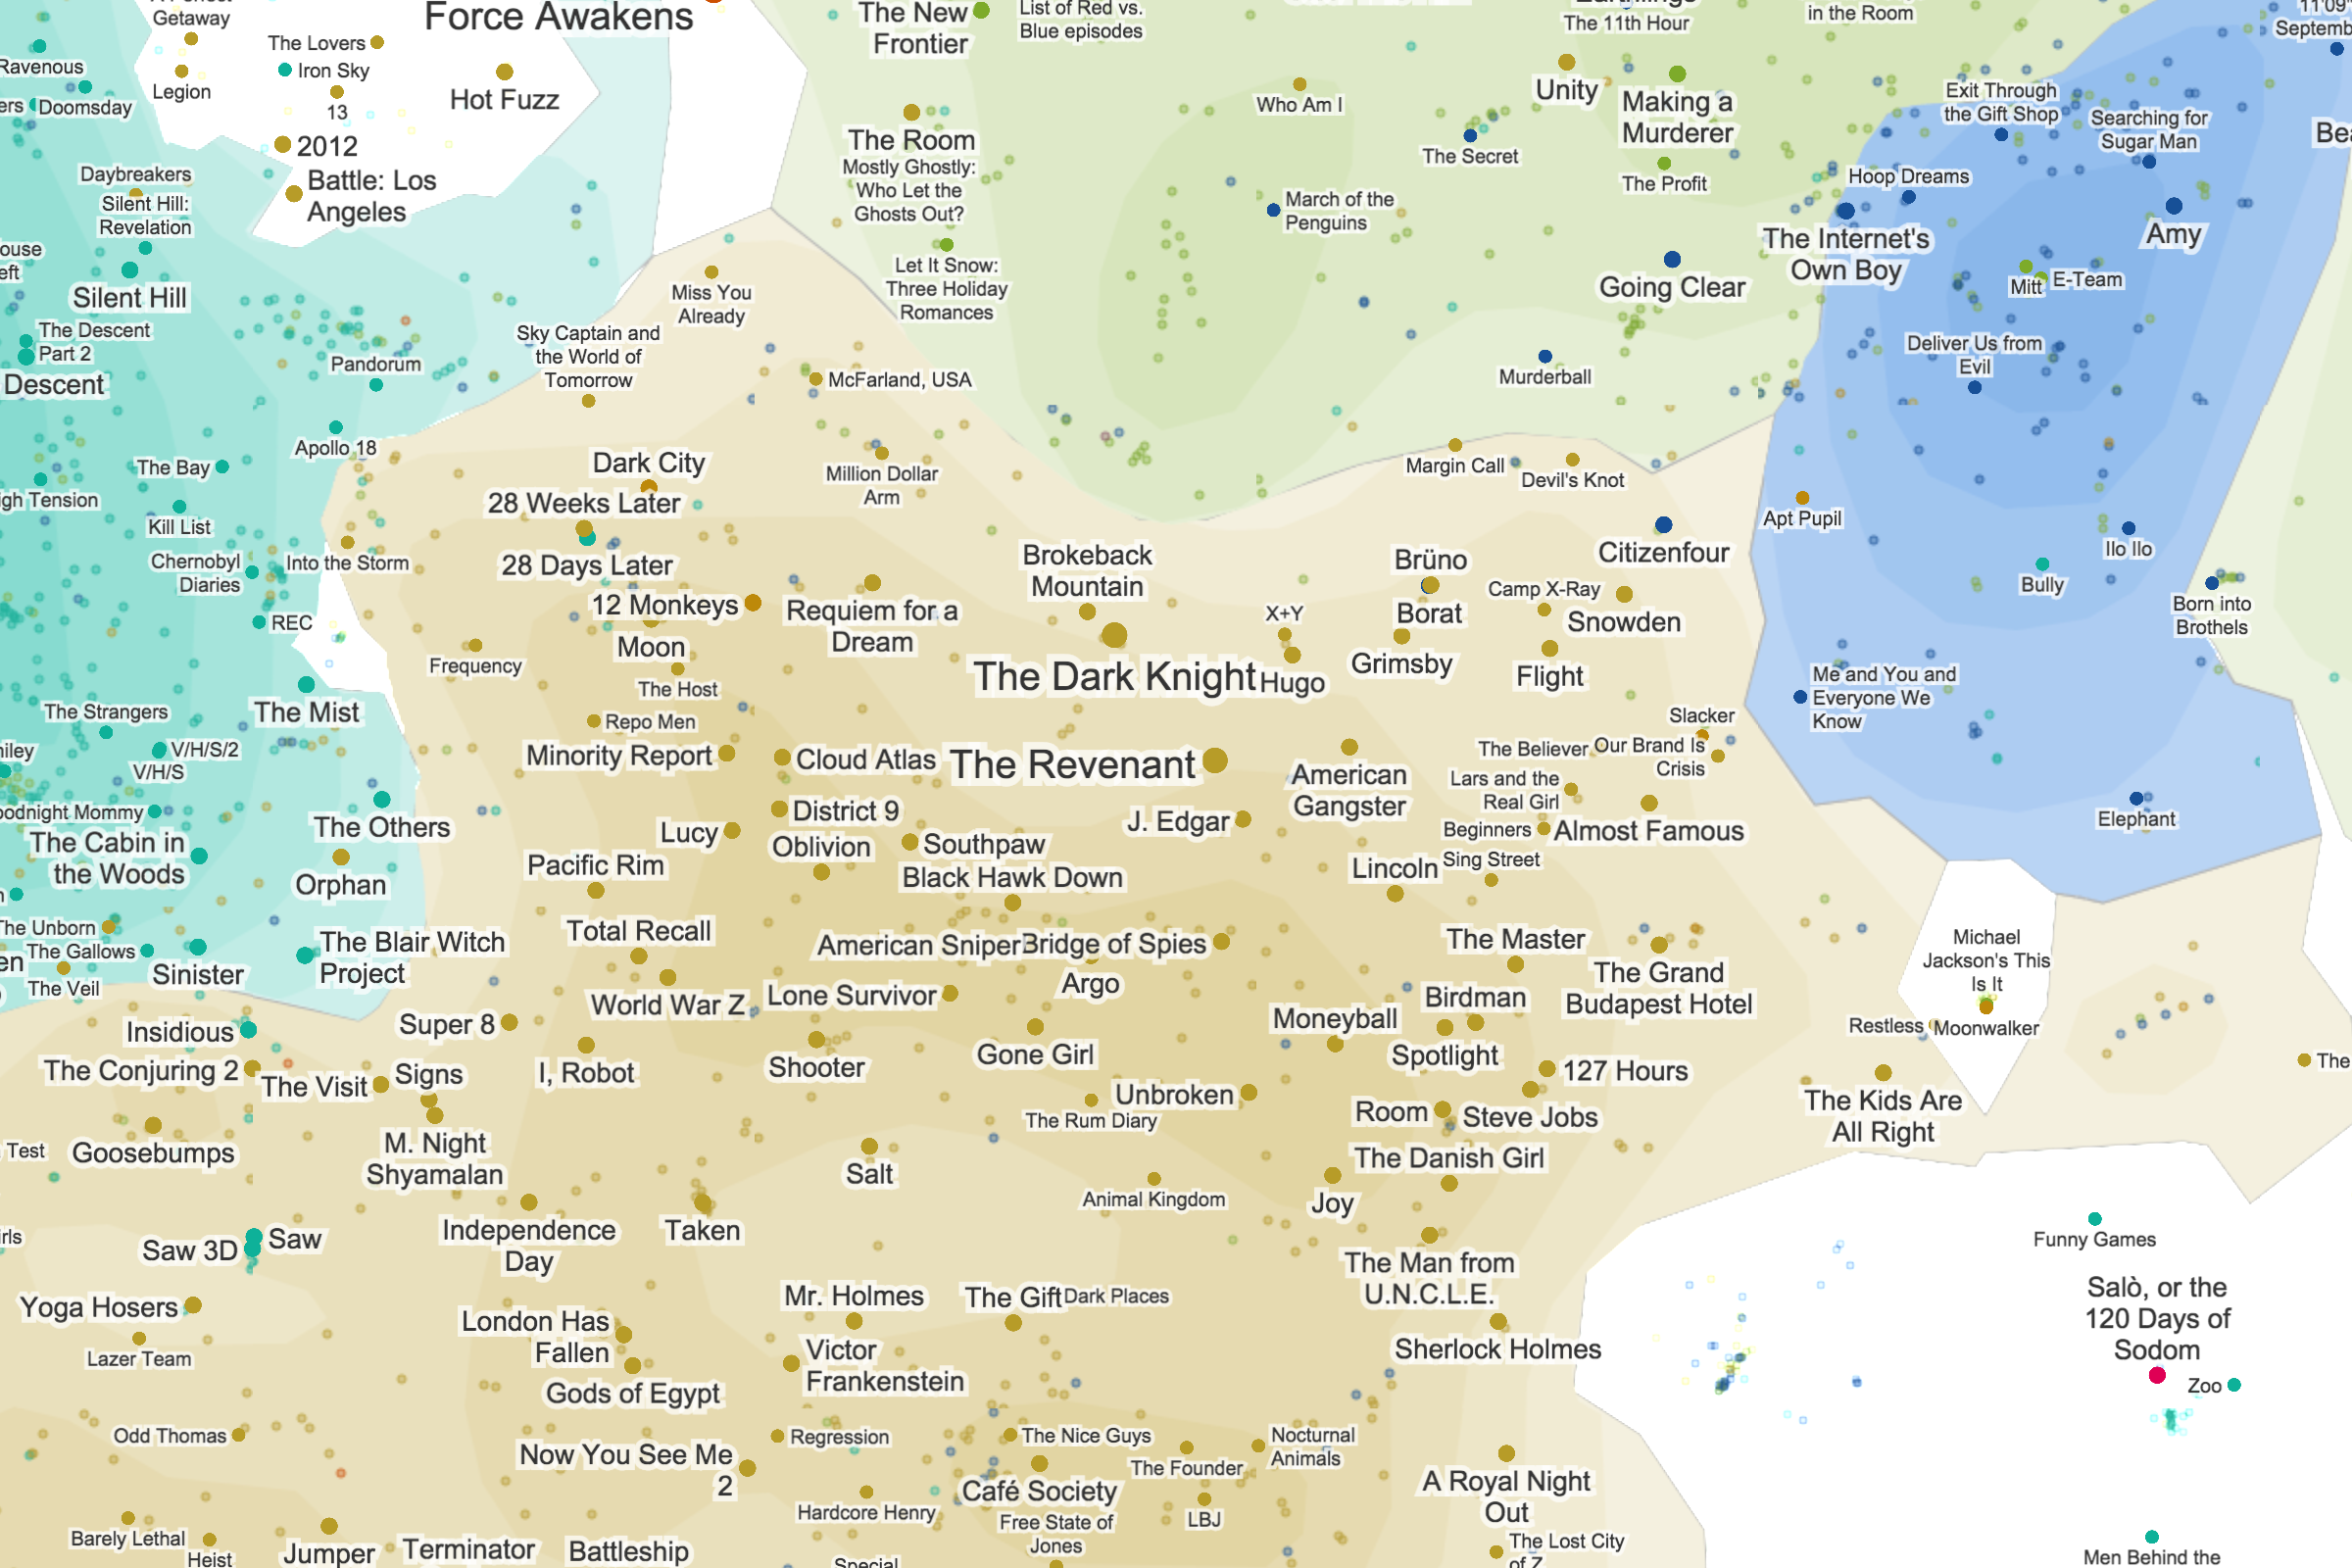 Getaway
The Lovers
Force Awakens
The New
Frontier
List of Red vs.
Blue episodes
The 11th Hour
in the Room
11'09"
Ravenous
Iron Sky
Legion
Doomsday
13
Hot Fuzz
2012
Battle: Los
Angeles
Daybreakers
Silent Hill:
Revelation
Silent Hill
The Descent
Part 2
Descent
Pandorum
Apollo 18
The Bay
Kill List
Chernobyl
Diaries
Into the Storm
REC
The Mist
The Strangers
V/H/S/2
V/H/S
The Others
The Cabin in
the Woods
Orphan
The Unborn
The Gallows
The Veil
Sinister
The Blair Witch
Project
Who Am I
The Room
Mostly Ghostly:
Who Let the
Ghosts Out?
Let It Snow:
Three Holiday
Romances
March of the
Penguins
The Secret
Unity
Making a
Murderer
The Profit
Going Clear
Murderball
Exit Through
the Gift Shop
Searching for
Sugar Man
Hoop Dreams
The Internet's
Own Boy
Amy
Mitt
E-Team
Deliver Us from
Evil
Apt Pupil
Ilo Ilo
Bully
Born into
Brothels
Me and You and
Everyone We
Know
Elephant
Miss You
Already
Sky Captain and
the World of
Tomorrow
McFarland, USA
Million Dollar
Arm
Margin Call
Devil's Knot
Dark City
28 Weeks Later
28 Days Later
12 Monkeys
Moon
Requiem for a
Dream
Brokeback
Mountain
The Dark Knight
X+Y
Hugo
Brüno
Borat
Grimsby
Citizenfour
Camp X-Ray
Snowden
Flight
Frequency
The Host
Repo Men
Minority Report
Cloud Atlas
The Revenant
American
Gangster
Slacker
The Believer
Our Brand Is
Crisis
Lars and the
Real Girl
Beginners
Almost Famous
Sing Street
District 9
Lucy
Oblivion
Southpaw
J. Edgar
Pacific Rim
Black Hawk Down
Lincoln
Total Recall
American Sniper
Bridge of Spies
Argo
The Master
The Grand
Budapest Hotel
World War Z
Lone Survivor
Birdman
Michael
Jackson's This
Is It
Moonwalker
Restless
Insidious
Super 8
I, Robot
Shooter
Gone Girl
Moneyball
Spotlight
The Conjuring 2
The Visit
Signs
M. Night
Shyamalan
Unbroken
The Rum Diary
127 Hours
Room
Steve Jobs
The Kids Are
All Right
Goosebumps
Test
Salt
Animal Kingdom
The Danish Girl
Joy
Independence
Day
Taken
Saw 3D
Saw
The Man from
U.N.C.L.E.
Funny Games
Yoga Hosers
Lazer Team
London Has
Fallen
Mr. Holmes
The Gift
Dark Places
Sherlock Holmes
Salò, or the
120 Days of
Sodom
Zoo
Gods of Egypt
Victor
Frankenstein
Odd Thomas
Now You See Me
2
Regression
The Nice Guys
The Founder
Nocturnal
Animals
A Royal Night
Out
Café Society
Hardcore Henry
Free State of
Jones
LBJ
Barely Lethal
Heist
Jumper
Terminator
Battleship
Special
The Lost City
of Z
Men Behind the